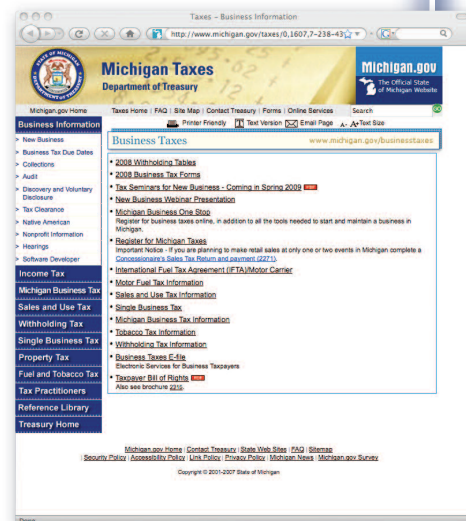 Taxes - Business Information
http://www.michigan.gov/taxes/0,1607,7-238-43
Michigan Taxes
Department of Treasury
Michigan.gov
The Official State
of Michigan Website
Michigan.gov Home
Taxes Home | FAQ | Site Map | Contact Treasury | Forms | Online Services
Search
GO
Printer Friendly T Text Version Email Page A- A+ Text Size
Business Information
> New Business
> Business Tax Due Dates
> Collections
> Audit
> Discovery and Voluntary
Disclosure
> Tax Clearance
> Native American
> Nonprofit Information
> Hearings
> Software Developer
Income Tax
Michigan Business Tax
Sales and Use Tax
Withholding Tax
Single Business Tax
Property Tax
Fuel and Tobacco Tax
Tax Practitioners
Reference Library
Treasury Home
Business Taxes
www.michigan.gov/businesstaxes
• 2008 Withholding Tables
• 2008 Business Tax Forms
• Tax Seminars for New Business - Coming in Spring 2009 PDF
• New Business Webinar Presentation
• Michigan Business One Stop
Register for business taxes online, in addition to all the tools needed to start and maintain a business in
Michigan.
• Register for Michigan Taxes
Important Notice - If you are planning to make retail sales at only one or two events in Michigan complete a
Concessionaire's Sales Tax Return and payment (2271).
• International Fuel Tax Agreement (IFTA)/Motor Carrier
• Motor Fuel Tax Information
• Sales and Use Tax Information
• Single Business Tax
• Michigan Business Tax Information
• Tobacco Tax Information
• Withholding Tax Information
• Business Taxes E-file
Electronic Services for Business Taxpayers
• Taxpayer Bill of Rights PDF
Also see brochure 2215.
Michigan.gov Home | Contact Treasury | State Web Sites | FAQ | Sitemap
| Security Policy | Accessibility Policy | Link Policy | Privacy Policy | Michigan News | Michigan.gov Survey
Copyright © 2001-2007 State of Michigan
Done